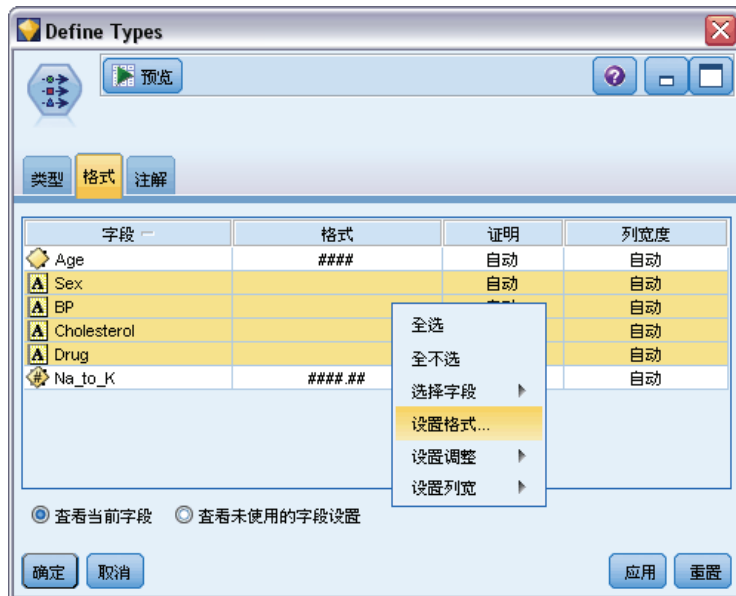 Define Types
预览
类型 格式 注解
字段 格式 证明 列宽度
Age #### 自动 自动
A Sex 自动 自动
A BP 自动
A Cholesterol 自动
A Drug 自动
# Na_to_K ####.## 自动
全选
全不选
选择字段
设置格式...
设置调整
设置列宽
查看当前字段 查看未使用的字段设置
确定 取消 应用 重置